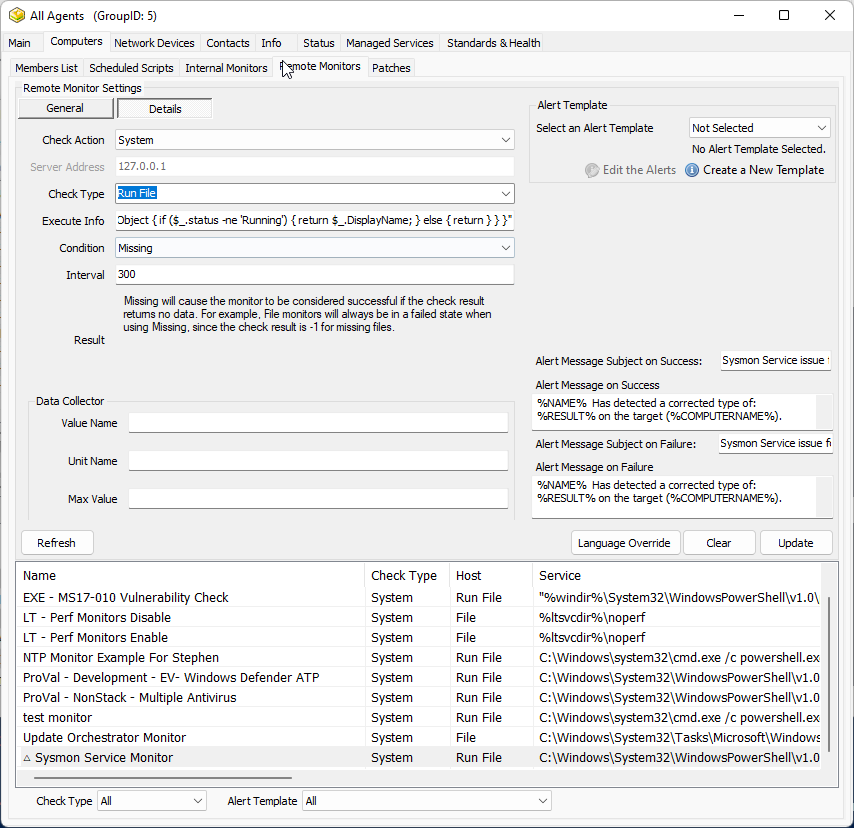 All Agents (GroupID: 5)
Main Computers Network Devices Contacts Info Status Managed Services Standards & Health
Members List Scheduled Scripts Internal Monitors Remote Monitors Patches
Remote Monitor Settings
General Details
Check Action System
Server Address 127.0.0.1
Check Type Run File
Execute Info Object { if ($_.status -ne 'Running') { return $_.DisplayName; } else { return } } }"
Condition Missing
Interval 300
Missing will cause the monitor to be considered successful if the check result
returns no data. For example, File monitors will always be in a failed state when
using Missing, since the check result is -1 for missing files.
Result
Alert Template
Select an Alert Template Not Selected
No Alert Template Selected.
Edit the Alerts Create a New Template
Data Collector
Value Name
Unit Name
Max Value
Alert Message Subject on Success: Sysmon Service issue
Alert Message on Success
%NAME% Has detected a corrected type of:
%RESULT% on the target (%COMPUTERNAME%).
Alert Message Subject on Failure: Sysmon Service issue fo
Alert Message on Failure
%NAME% Has detected a corrected type of:
%RESULT% on the target (%COMPUTERNAME%).
Refresh Language Override Clear Update
Name Check Type Host Service
EXE - MS17-010 Vulnerability Check System Run File "%windir%\System32\WindowsPowerShell\v1.0\
LT - Perf Monitors Disable System File %ltsvcdir%\noperf
LT - Perf Monitors Enable System File %ltsvcdir%\noperf
NTP Monitor Example For Stephen System Run File C:\Windows\system32\cmd.exe /c powershell.exe
ProVal - Development - EV- Windows Defender ATP System Run File C:\Windows\System32\WindowsPowerShell\v1.0
ProVal - NonStack - Multiple Antivirus System Run File C:\Windows\System32\WindowsPowerShell\v1.0
test monitor System Run File C:\Windows\system32\cmd.exe /c powershell.exe
Update Orchestrator Monitor System File C:\Windows\System32\Tasks\Microsoft\Windows
Sysmon Service Monitor System Run File C:\Windows\System32\WindowsPowerShell\v1.0
Check Type All Alert Template All